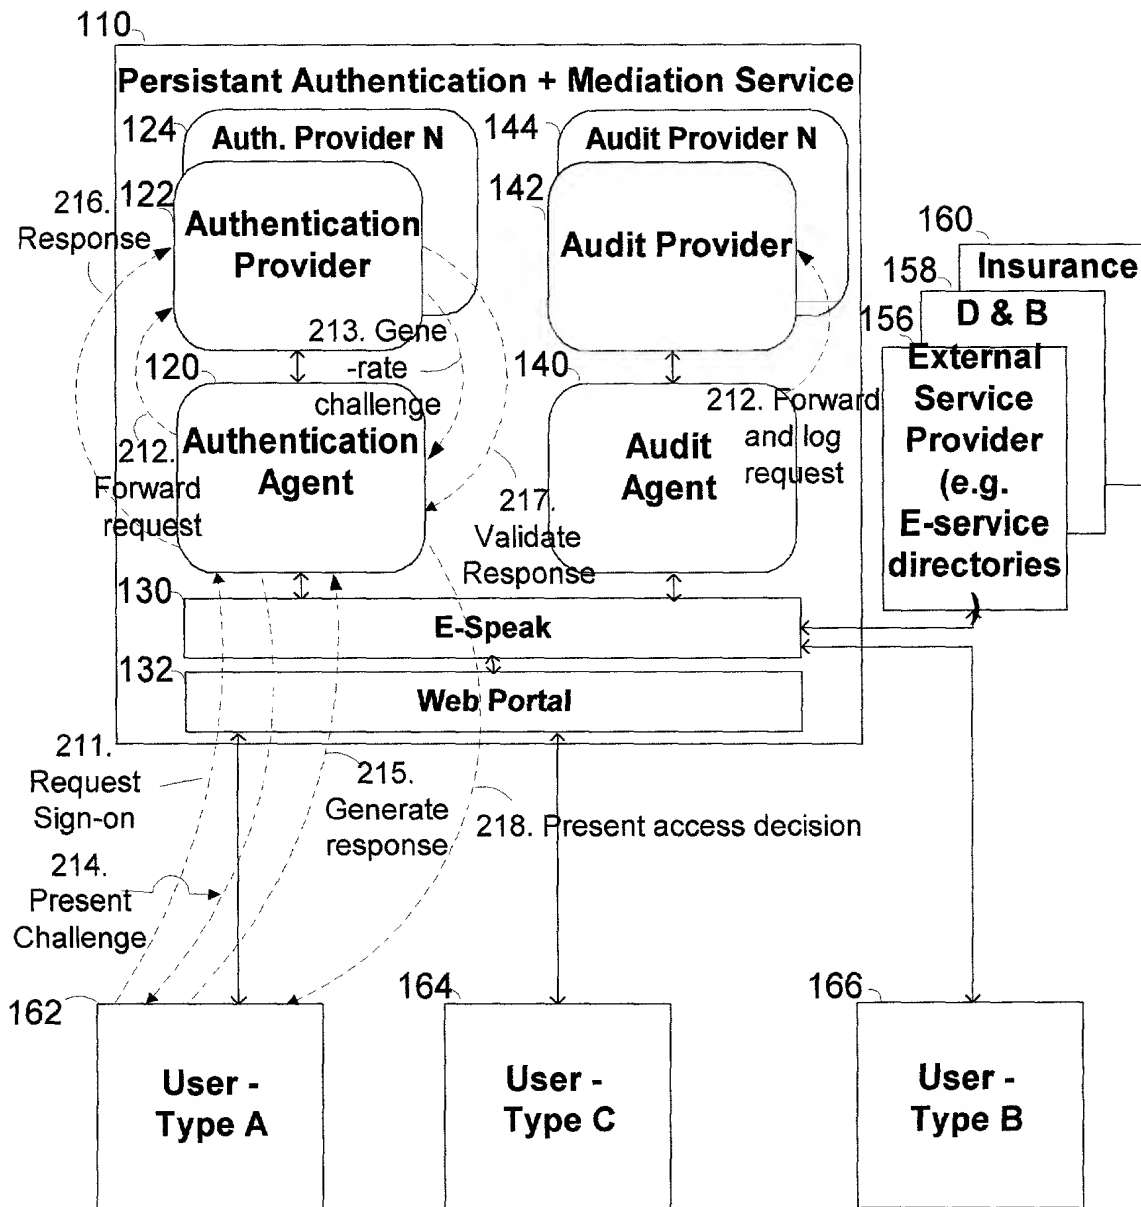 110
Persistant Authentication + Mediation Service
124
Auth. Provider N
144
Audit Provider N
122
142
216.
Response
Authentication
Provider
Audit Provider
160
Insurance
158
D & B
156
External
Service
Provider
(e.g.
E-service
directories
)
213. Gene
-rate
challenge
120
140
212. Forward
and log
request
Authentication
Agent
Audit
Agent
212.
Forward
request
217.
Validate
Response
130
E-Speak
132
Web Portal
211.
Request
Sign-on
215.
Generate
response
218. Present access decision
214.
Present
Challenge
162
User -
Type A
164
User -
Type C
166
User -
Type B